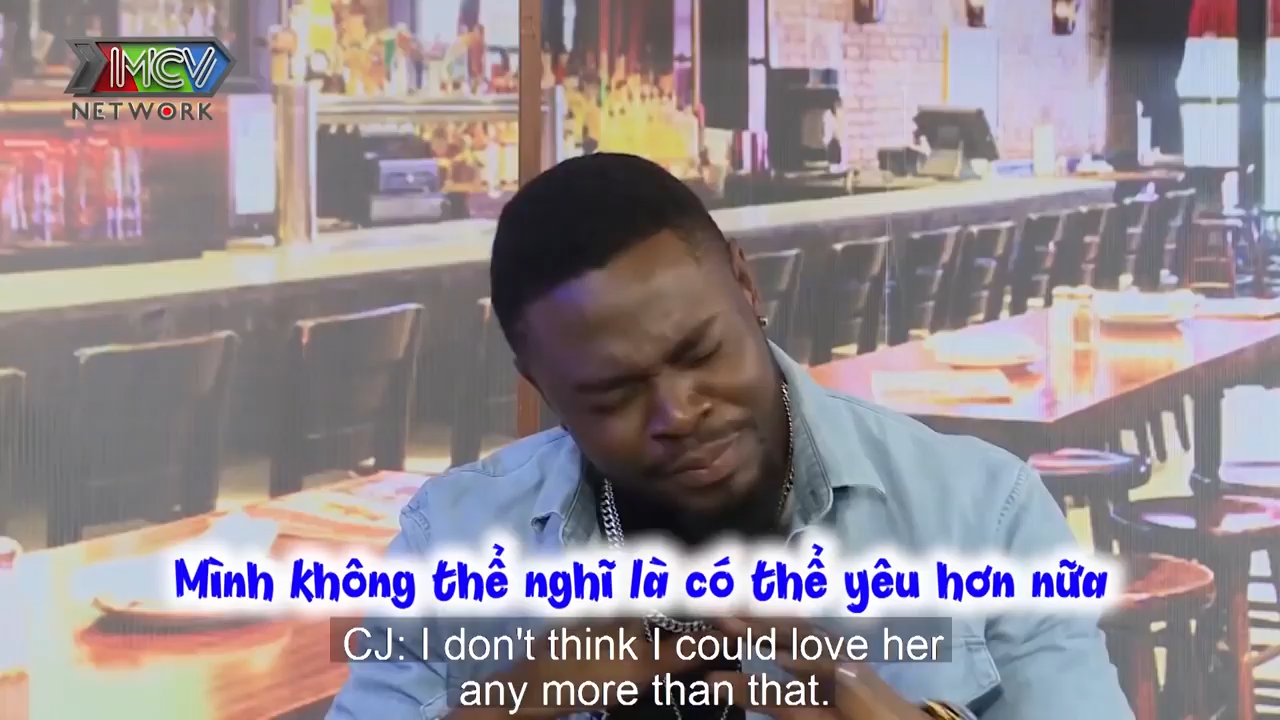 MCV
NETWORK
Mình không thể nghĩ là có thể yêu hơn nữa
CJ: I don't think I could love her
any more than that.